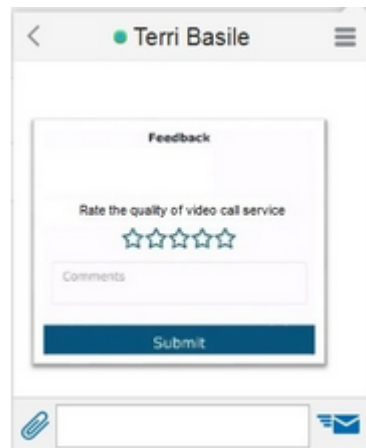 Terri Basile
Feedback
Rate the quality of video call service
Comments
Submit